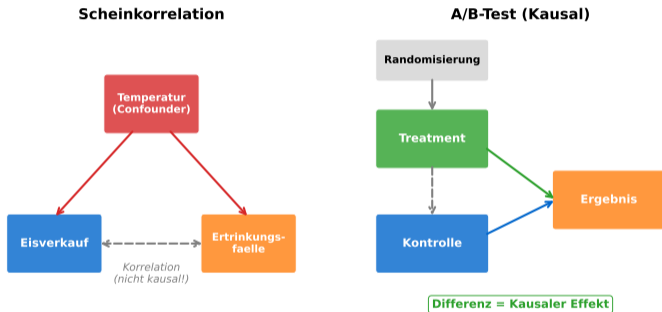 Scheinkorrelation
Temperatur
(Confounder)
Eisverkauf
Ertrinkungs-
faelle
Korrelation
(nicht kausal!)
A/B-Test (Kausal)
Randomisierung
Treatment
Kontrolle
Ergebnis
Differenz = Kausaler Effekt